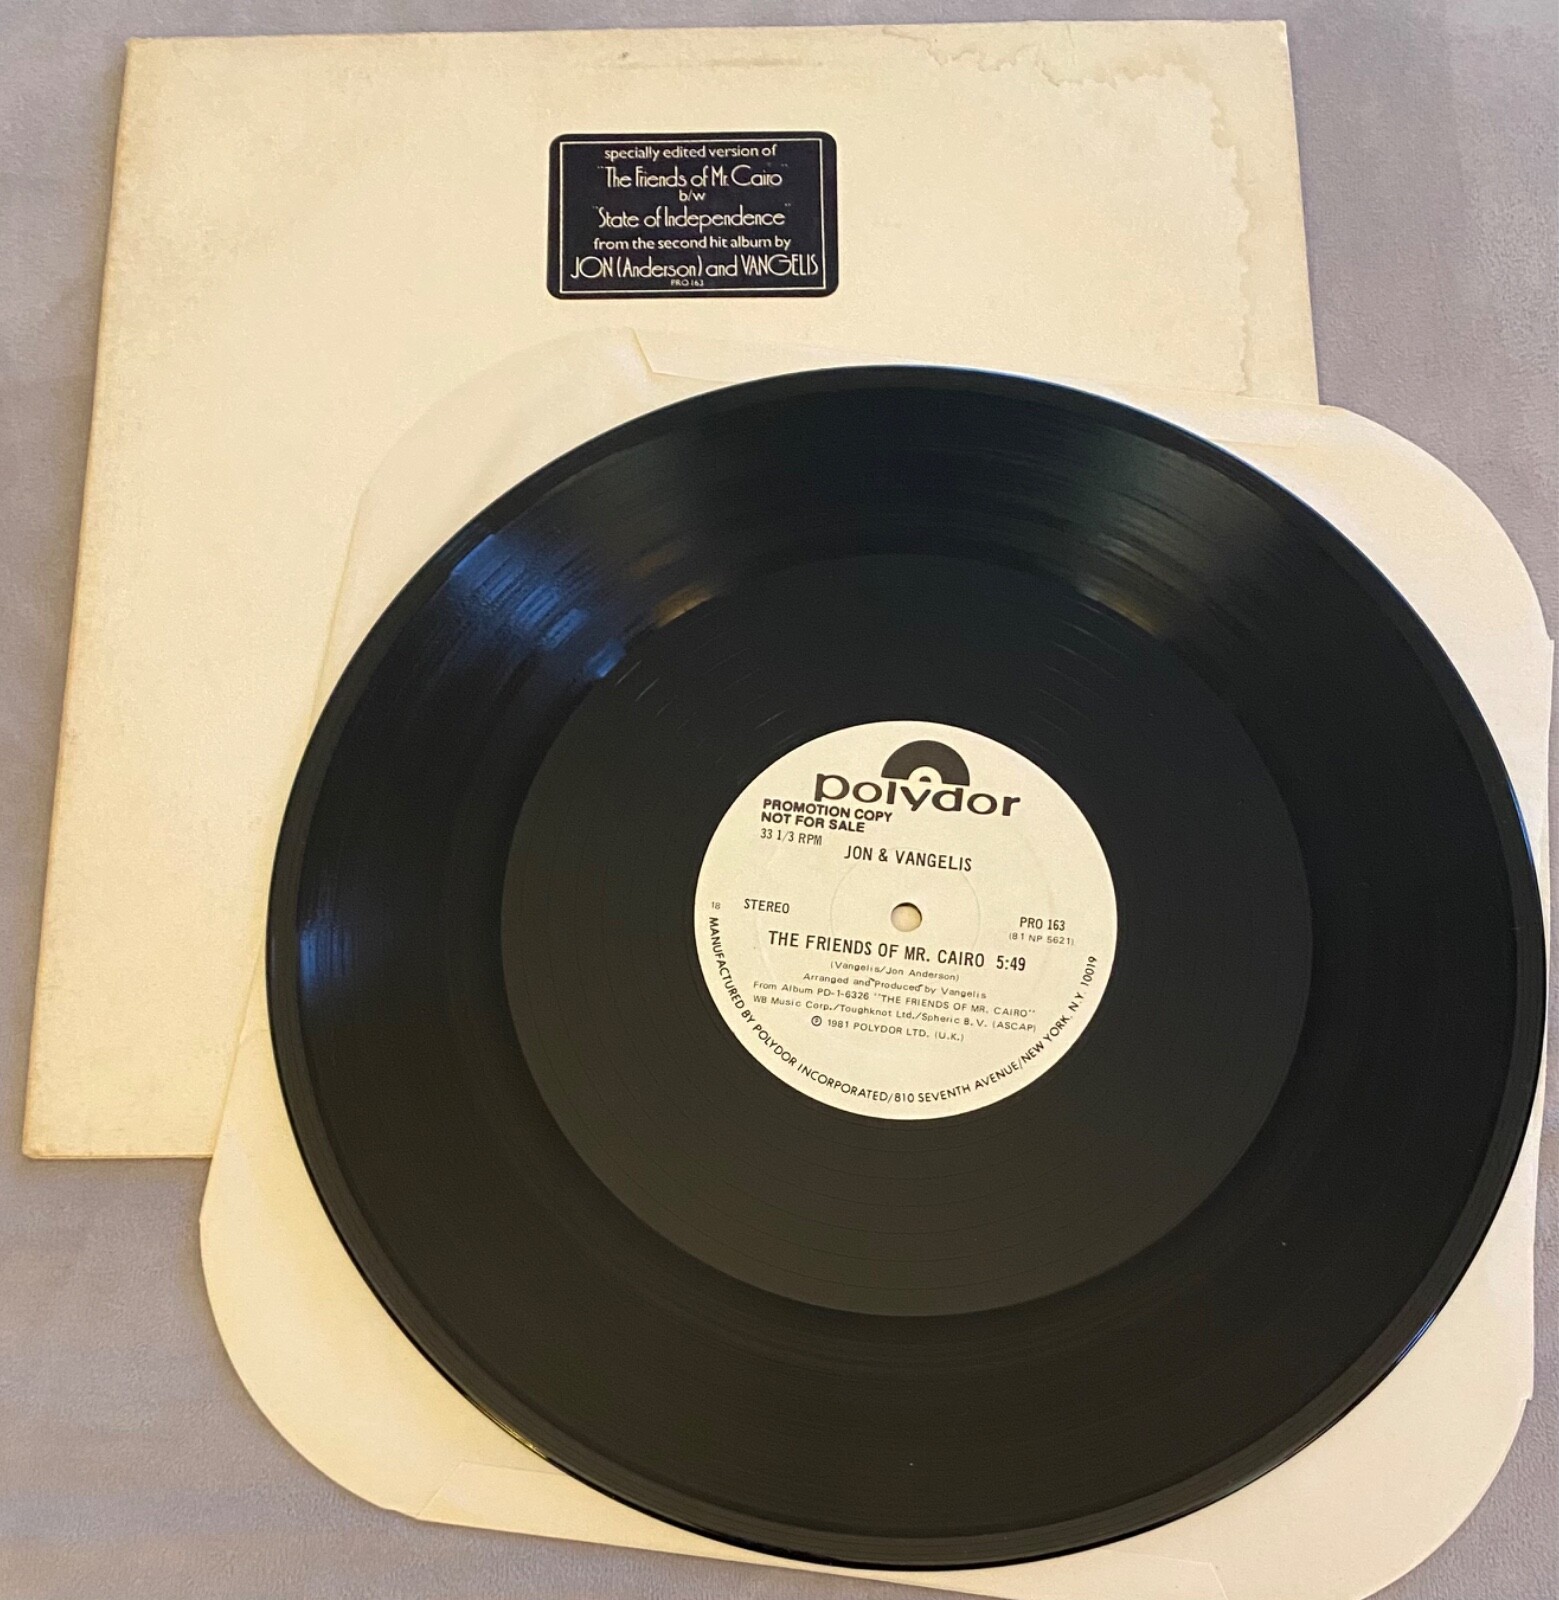 specially edited version of
"The Friends of Mr. Cairo"
b/w
"State of Independence"
from the second hit album by
JON (Anderson) and VANGELIS
PRO 163
polydor
PROMOTION COPY
NOT FOR SALE
33 1/3 RPM
JON & VANGELIS
18
STEREO
PRO 163
(81 NP 5621)
THE FRIENDS OF MR. CAIRO 5:49
(Vangelis/Jon Anderson)
Arranged and Produced by Vangelis
From Album PD-1-6326 "THE FRIENDS OF MR. CAIRO"
WB Music Corp./Toughknot Ltd./Spheric B.V. (ASCAP)
℗ 1981 POLYDOR LTD. (U.K.)
MANUFACTURED BY POLYDOR INCORPORATED/810 SEVENTH AVENUE/NEW YORK, N.Y. 10019